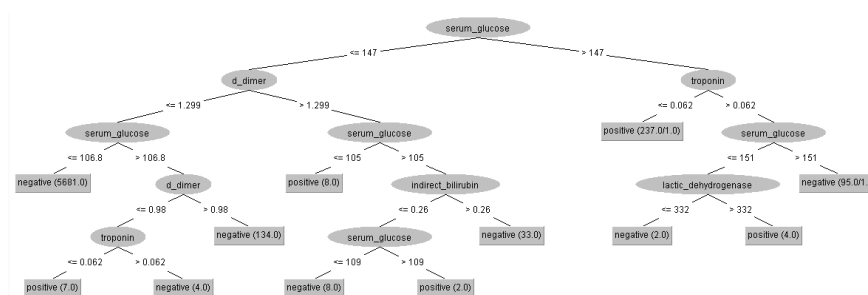 serum_glucose
<= 147 > 147
d_dimer troponin
<= 1.299 > 1.299 <= 0.062 > 0.062
serum_glucose serum_glucose positive (237.0/1.0) serum_glucose
<= 106.8 > 106.8 <= 105 > 105 <= 151 > 151
negative (5681.0) d_dimer positive (8.0) indirect_bilirubin lactic_dehydrogenase negative (95.0/1.
<= 0.98 > 0.98 <= 0.26 > 0.26 <= 332 > 332
troponin negative (134.0) serum_glucose negative (33.0) negative (2.0) positive (4.0)
<= 0.062 > 0.062 <= 109 > 109
positive (7.0) negative (4.0) negative (8.0) positive (2.0)